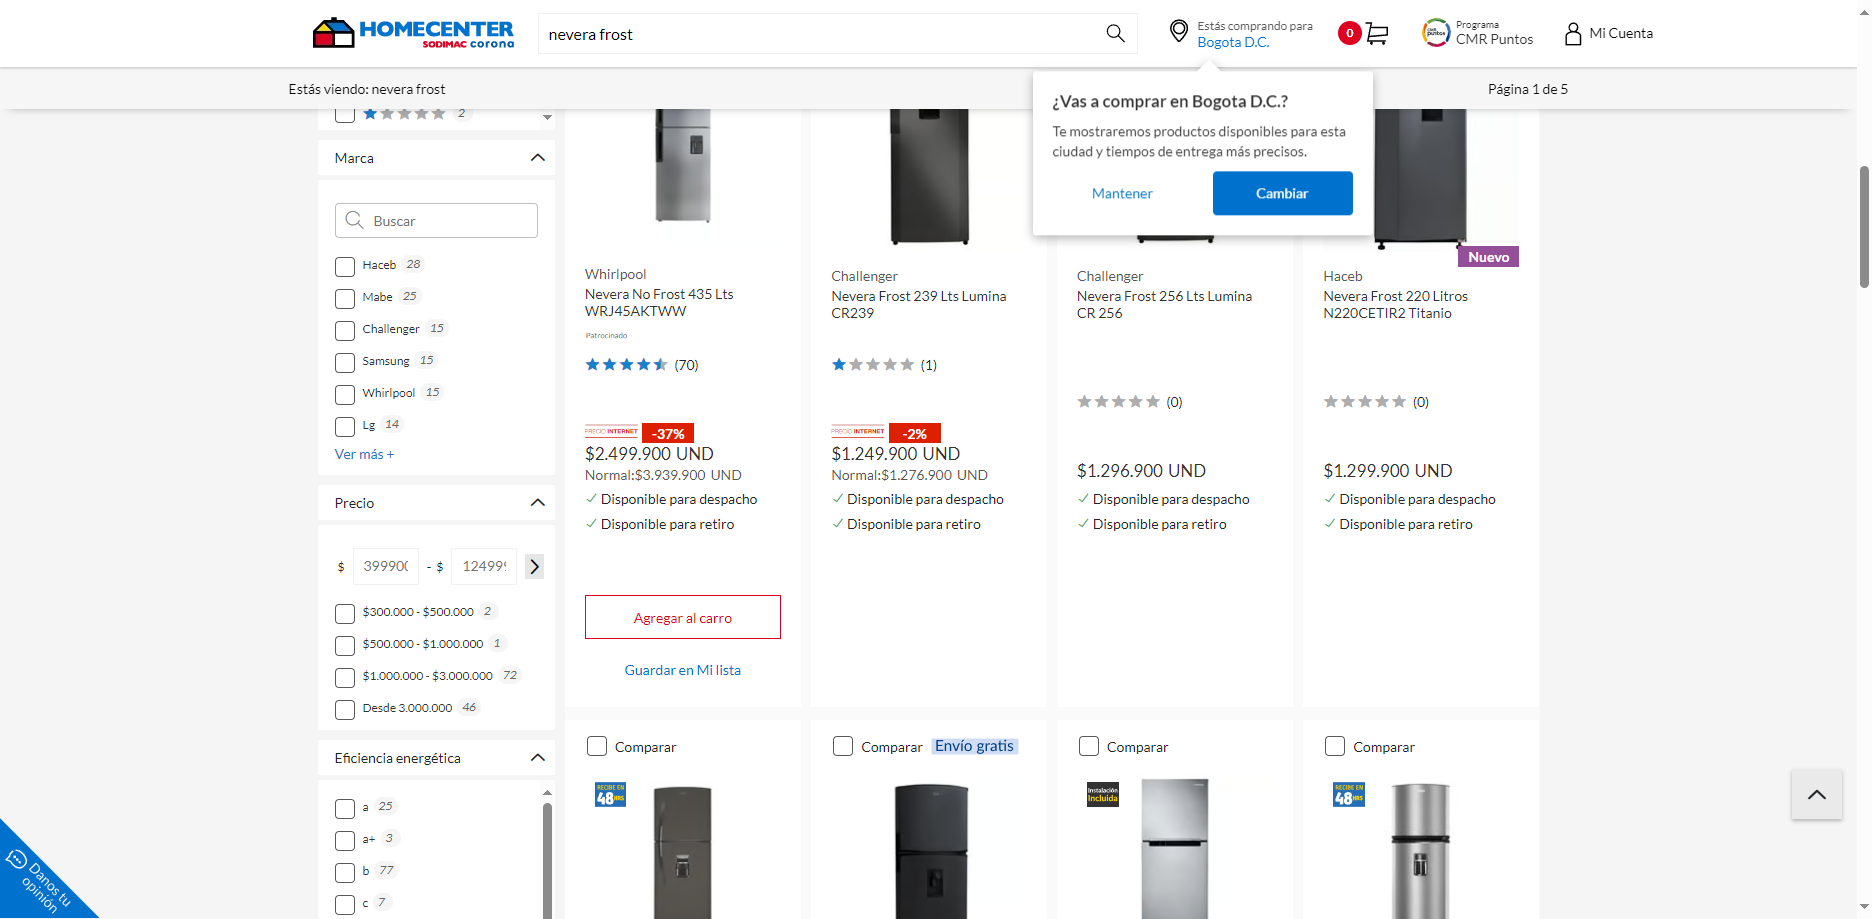 HOMECENTER
SODIMAC corona
nevera frost
Estás comprando para
Bogota D.C.
0
Programa
CMR Puntos
Mi Cuenta
Estás viendo: nevera frost
Página 1 de 5
¿Vas a comprar en Bogota D.C.?
Te mostraremos productos disponibles para esta
ciudad y tiempos de entrega más precisos.
Mantener
Cambiar
2
Marca
Buscar
Haceb 28
Mabe 25
Challenger 15
Samsung 15
Whirlpool 15
Lg 14
Ver más +
Precio
$ 399900 - $ 124999
$300.000 - $500.000 2
$500.000 - $1.000.000 1
$1.000.000 - $3.000.000 72
Desde 3.000.000 46
Eficiencia energética
a 25
a+ 3
b 77
c 7
Danos tu
opinión
Whirlpool
Nevera No Frost 435 Lts
WRJ45AKTWW
Patrocinado
(70)
PRECIO INTERNET -37%
$2.499.900 UND
Normal:$3.939.900 UND
Disponible para despacho
Disponible para retiro
Agregar al carro
Guardar en Mi lista
Challenger
Nevera Frost 239 Lts Lumina
CR239
(1)
PRECIO INTERNET -2%
$1.249.900 UND
Normal:$1.276.900 UND
Disponible para despacho
Disponible para retiro
Challenger
Nevera Frost 256 Lts Lumina
CR 256
(0)
$1.296.900 UND
Disponible para despacho
Disponible para retiro
Nuevo
Haceb
Nevera Frost 220 Litros
N220CETIR2 Titanio
(0)
$1.299.900 UND
Disponible para despacho
Disponible para retiro
Comparar
RECIBE EN
48HRS
Comparar Envío gratis
Comparar
Instalación
Incluida
Comparar
RECIBE EN
48HRS